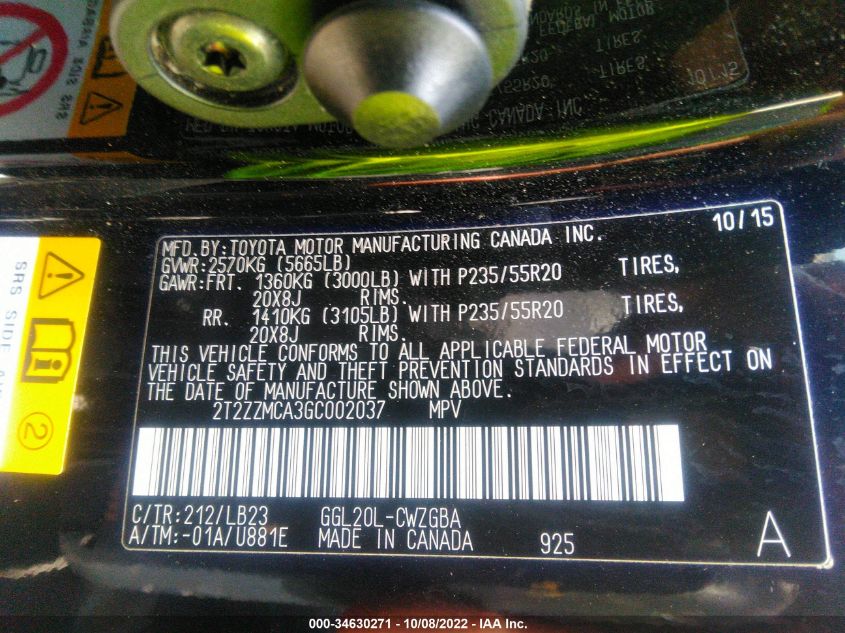 10/15
MFD. BY: TOYOTA MOTOR MANUFACTURING CANADA INC.
GVWR: 2570KG (5665LB)
GAWR: FRT. 1360KG (3000LB) WITH P235/55R20 TIRES,
20X8J RIMS.
RR. 1410KG (3105LB) WITH P235/55R20 TIRES,
20X8J RIMS.
THIS VEHICLE CONFORMS TO ALL APPLICABLE FEDERAL MOTOR
VEHICLE SAFETY AND THEFT PREVENTION STANDARDS IN EFFECT ON
THE DATE OF MANUFACTURE SHOWN ABOVE.
2T2ZZMCA3GC002037 MPV
C/TR: 212/LB23 GGL20L-CWZGBA
A/TM: -01A/U881E MADE IN CANADA 925 A
SRS SIDE
2
000-34630271 - 10/08/2022 - IAA Inc.